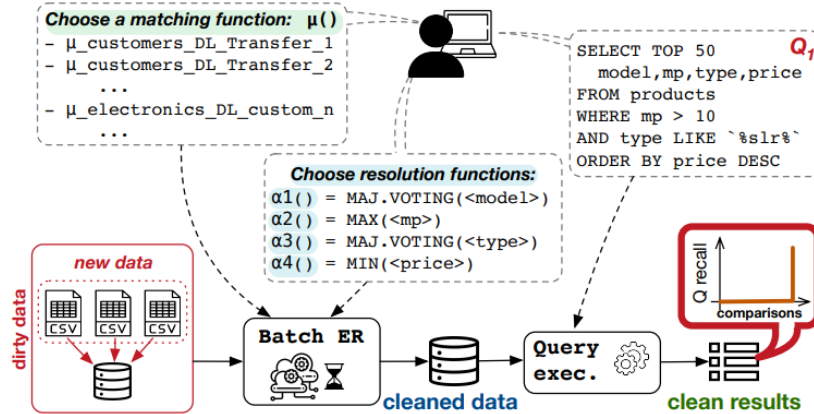 Choose a matching function: μ()
– μ_customers_DL_Transfer_1
– μ_customers_DL_Transfer_2
...
– μ_electronics_DL_custom_n
...
Q1
SELECT TOP 50
model,mp,type,price
FROM products
WHERE mp > 10
AND type LIKE `%slr%`
ORDER BY price DESC
Choose resolution functions:
α1() = MAJ.VOTING(<model>)
α2() = MAX(<mp>)
α3() = MAJ.VOTING(<type>)
α4() = MIN(<price>)
dirty data
new data
CSV
CSV
CSV
Batch ER
cleaned data
Query
exec.
Q recall
comparisons
clean results